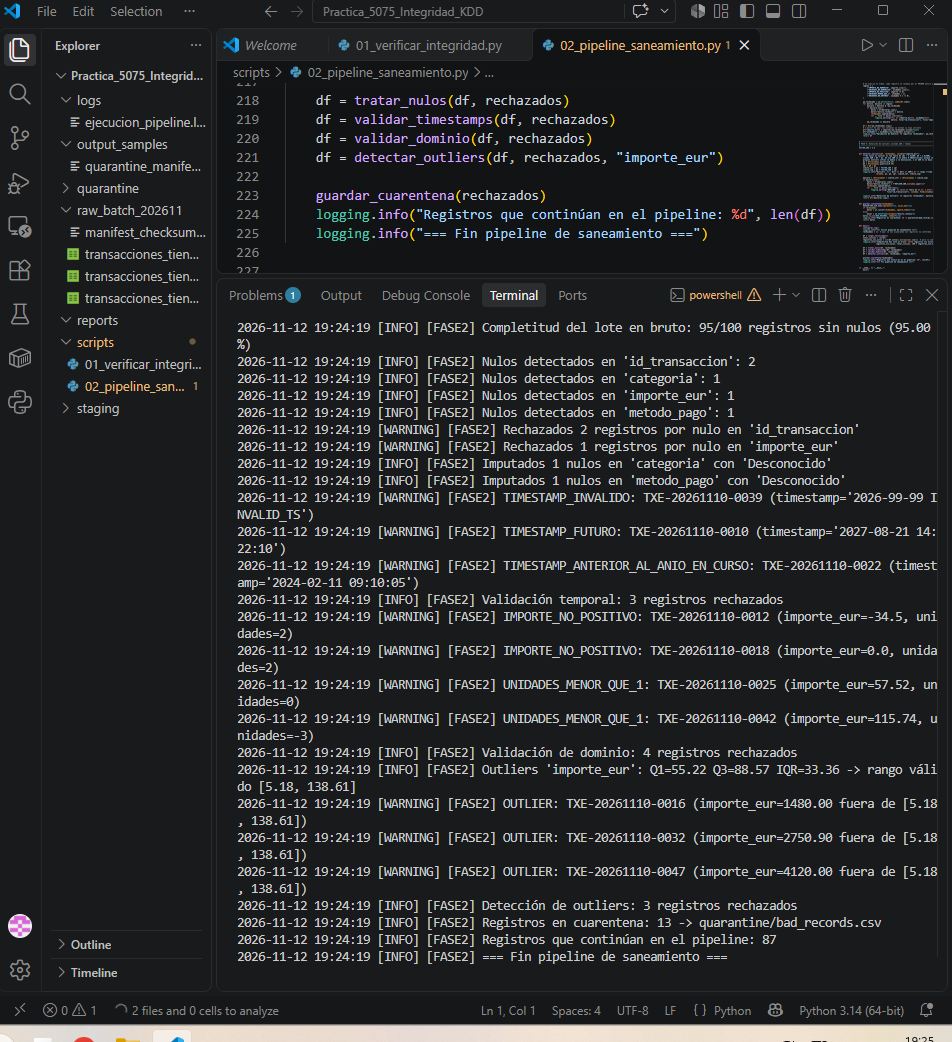 File Edit Selection ··· Practica_5075_Integridad_KDD
Explorer ···
Practica_5075_Integrid...
logs
ejecucion_pipeline.l...
output_samples
quarantine_manife...
quarantine
raw_batch_202611
manifest_checksum...
transacciones_tien...
transacciones_tien...
transacciones_tien...
reports
scripts
01_verificar_integri...
02_pipeline_san... 1
staging
Outline
Timeline
Welcome 01_verificar_integridad.py 02_pipeline_saneamiento.py 1
scripts > 02_pipeline_saneamiento.py > ...
217
218 df = tratar_nulos(df, rechazados)
219 df = validar_timestamps(df, rechazados)
220 df = validar_dominio(df, rechazados)
221 df = detectar_outliers(df, rechazados, "importe_eur")
222
223 guardar_cuarentena(rechazados)
224 logging.info("Registros que continúan en el pipeline: %d", len(df))
225 logging.info("=== Fin pipeline de saneamiento ===")
226
227
Problems 1 Output Debug Console Terminal Ports powershell
2026-11-12 19:24:19 [INFO] [FASE2] Completitud del lote en bruto: 95/100 registros sin nulos (95.00
%)
2026-11-12 19:24:19 [INFO] [FASE2] Nulos detectados en 'id_transaccion': 2
2026-11-12 19:24:19 [INFO] [FASE2] Nulos detectados en 'categoria': 1
2026-11-12 19:24:19 [INFO] [FASE2] Nulos detectados en 'importe_eur': 1
2026-11-12 19:24:19 [INFO] [FASE2] Nulos detectados en 'metodo_pago': 1
2026-11-12 19:24:19 [WARNING] [FASE2] Rechazados 2 registros por nulo en 'id_transaccion'
2026-11-12 19:24:19 [WARNING] [FASE2] Rechazados 1 registros por nulo en 'importe_eur'
2026-11-12 19:24:19 [INFO] [FASE2] Imputados 1 nulos en 'categoria' con 'Desconocido'
2026-11-12 19:24:19 [INFO] [FASE2] Imputados 1 nulos en 'metodo_pago' con 'Desconocido'
2026-11-12 19:24:19 [WARNING] [FASE2] TIMESTAMP_INVALIDO: TXE-20261110-0039 (timestamp='2026-99-99 I
NVALID_TS')
2026-11-12 19:24:19 [WARNING] [FASE2] TIMESTAMP_FUTURO: TXE-20261110-0010 (timestamp='2027-08-21 14:
22:10')
2026-11-12 19:24:19 [WARNING] [FASE2] TIMESTAMP_ANTERIOR_AL_ANIO_EN_CURSO: TXE-20261110-0022 (timest
amp='2024-02-11 09:10:05')
2026-11-12 19:24:19 [INFO] [FASE2] Validación temporal: 3 registros rechazados
2026-11-12 19:24:19 [WARNING] [FASE2] IMPORTE_NO_POSITIVO: TXE-20261110-0012 (importe_eur=-34.5, uni
dades=2)
2026-11-12 19:24:19 [WARNING] [FASE2] IMPORTE_NO_POSITIVO: TXE-20261110-0018 (importe_eur=0.0, unida
des=2)
2026-11-12 19:24:19 [WARNING] [FASE2] UNIDADES_MENOR_QUE_1: TXE-20261110-0025 (importe_eur=57.52, un
idades=0)
2026-11-12 19:24:19 [WARNING] [FASE2] UNIDADES_MENOR_QUE_1: TXE-20261110-0042 (importe_eur=115.74, u
nidades=-3)
2026-11-12 19:24:19 [INFO] [FASE2] Validación de dominio: 4 registros rechazados
2026-11-12 19:24:19 [INFO] [FASE2] Outliers 'importe_eur': Q1=55.22 Q3=88.57 IQR=33.36 -> rango váli
do [5.18, 138.61]
2026-11-12 19:24:19 [WARNING] [FASE2] OUTLIER: TXE-20261110-0016 (importe_eur=1480.00 fuera de [5.18
, 138.61])
2026-11-12 19:24:19 [WARNING] [FASE2] OUTLIER: TXE-20261110-0032 (importe_eur=2750.90 fuera de [5.18
, 138.61])
2026-11-12 19:24:19 [WARNING] [FASE2] OUTLIER: TXE-20261110-0047 (importe_eur=4120.00 fuera de [5.18
, 138.61])
2026-11-12 19:24:19 [INFO] [FASE2] Detección de outliers: 3 registros rechazados
2026-11-12 19:24:19 [INFO] [FASE2] Registros en cuarentena: 13 -> quarantine/bad_records.csv
2026-11-12 19:24:19 [INFO] [FASE2] Registros que continúan en el pipeline: 87
2026-11-12 19:24:19 [INFO] [FASE2] === Fin pipeline de saneamiento ===
0 1 2 files and 0 cells to analyze Ln 1, Col 1 Spaces: 4 UTF-8 LF { } Python Python 3.14 (64-bit)
19:25